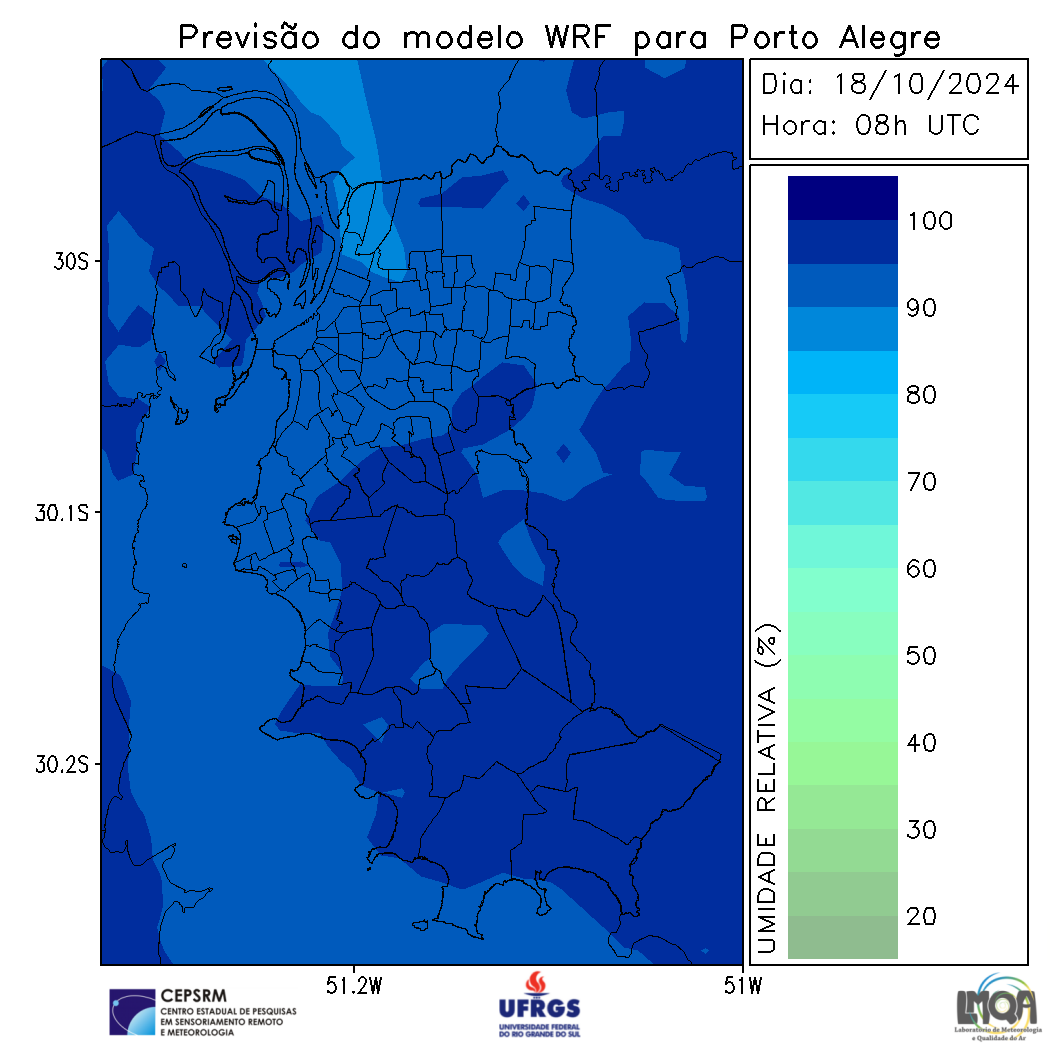 Previsão do modelo WRF para Porto Alegre
Dia: 18/10/2024
Hora: 08h UTC
30S
30.1S
30.2S
51.2W
51W
UMIDADE RELATIVA (%)
100
90
80
70
60
50
40
30
20
CEPSRM
CENTRO ESTADUAL DE PESQUISAS
EM SENSORIAMENTO REMOTO
E METEOROLOGIA
UFRGS
UNIVERSIDADE FEDERAL
DO RIO GRANDE DO SUL
LMQA
Laboratório de Meteorologia
e Qualidade do Ar